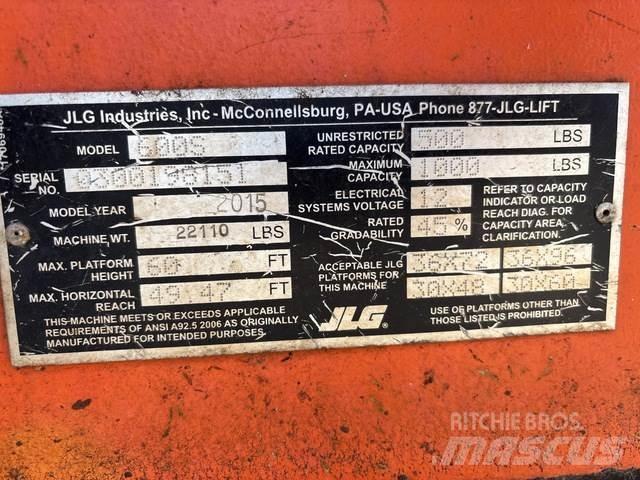 JLG Industries, Inc - McConnellsburg, PA-USA Phone 877-JLG-LIFT
MODEL 600S
SERIAL NO.
MODEL YEAR 2015
MACHINE WT. 22110 LBS
MAX. PLATFORM HEIGHT 60 FT
MAX. HORIZONTAL REACH 49.47 FT
THIS MACHINE MEETS OR EXCEEDS APPLICABLE
REQUIREMENTS OF ANSI A92.5 2006 AS ORIGINALLY
MANUFACTURED FOR INTENDED PURPOSES.
UNRESTRICTED RATED CAPACITY 500 LBS
MAXIMUM CAPACITY 1000 LBS
ELECTRICAL SYSTEMS VOLTAGE 12
RATED GRADABILITY 45 %
REFER TO CAPACITY
INDICATOR OR LOAD
REACH DIAG. FOR
CAPACITY AREA
CLARIFICATION.
ACCEPTABLE JLG
PLATFORMS FOR
THIS MACHINE
36X72 36X96
30X48 30X60
JLG®
USE OF PLATFORMS OTHER THAN
THOSE LISTED IS PROHIBITED.
RITCHIE BROS.
MASCUS